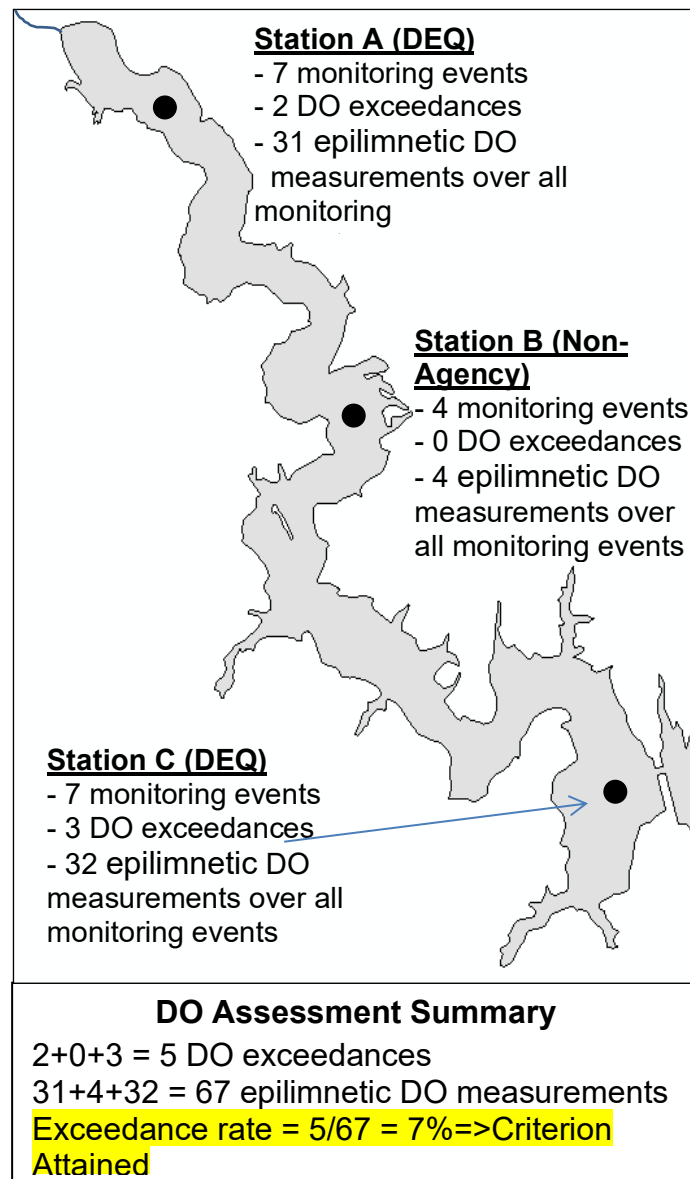 Station A (DEQ)
- 7 monitoring events
- 2 DO exceedances
- 31 epilimnetic DO
measurements over all
monitoring
Station B (Non-
Agency)
- 4 monitoring events
- 0 DO exceedances
- 4 epilimnetic DO
measurements over
all monitoring events
Station C (DEQ)
- 7 monitoring events
- 3 DO exceedances
- 32 epilimnetic DO
measurements over all
monitoring events
DO Assessment Summary
2+0+3 = 5 DO exceedances
31+4+32 = 67 epilimnetic DO measurements
Exceedance rate = 5/67 = 7%=>Criterion
Attained